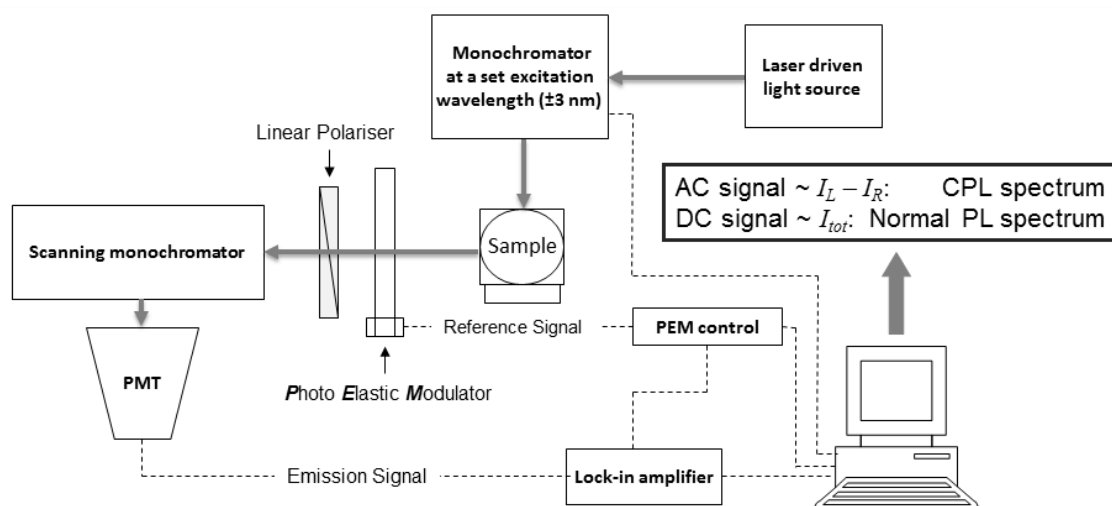 Monochromator
at a set excitation
wavelength (±3 nm)
Laser driven
light source
Linear Polariser
AC signal ~ I_L – I_R: CPL spectrum
DC signal ~ I_tot: Normal PL spectrum
Scanning monochromator
Sample
Reference Signal
PEM control
PMT
Photo Elastic Modulator
Emission Signal
Lock-in amplifier